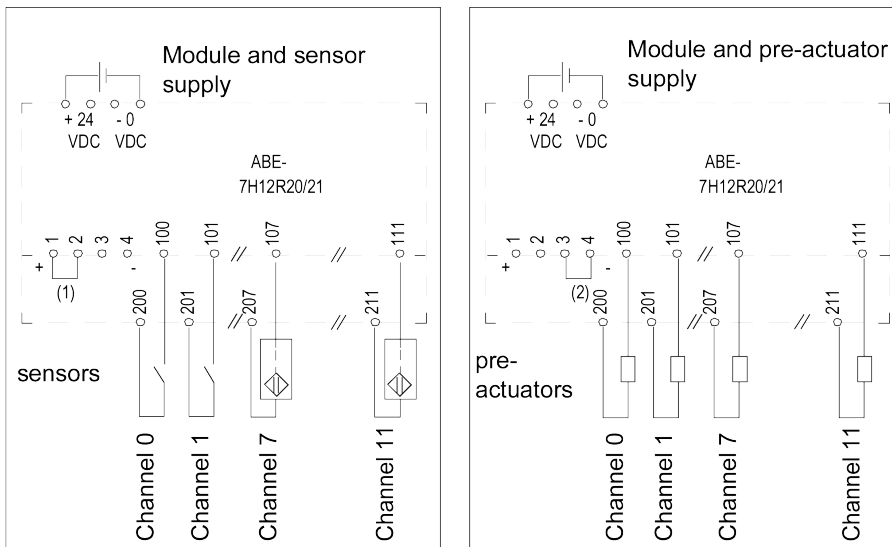 Module and sensor
supply
+ 24 - 0
VDC VDC
ABE-
7H12R20/21
1 2 3 4 100 101 // 107 // 111
+ (1) -
200 201 // 207 // 211
sensors
Channel 0
Channel 1
Channel 7
Channel 11
Module and pre-actuator
supply
+ 24 - 0
VDC VDC
ABE-
7H12R20/21
1 2 3 4 100 101 // 107 111
+ (2) -
200 201 // 207 // 211
pre-
actuators
Channel 0
Channel 1
Channel 7
Channel 11